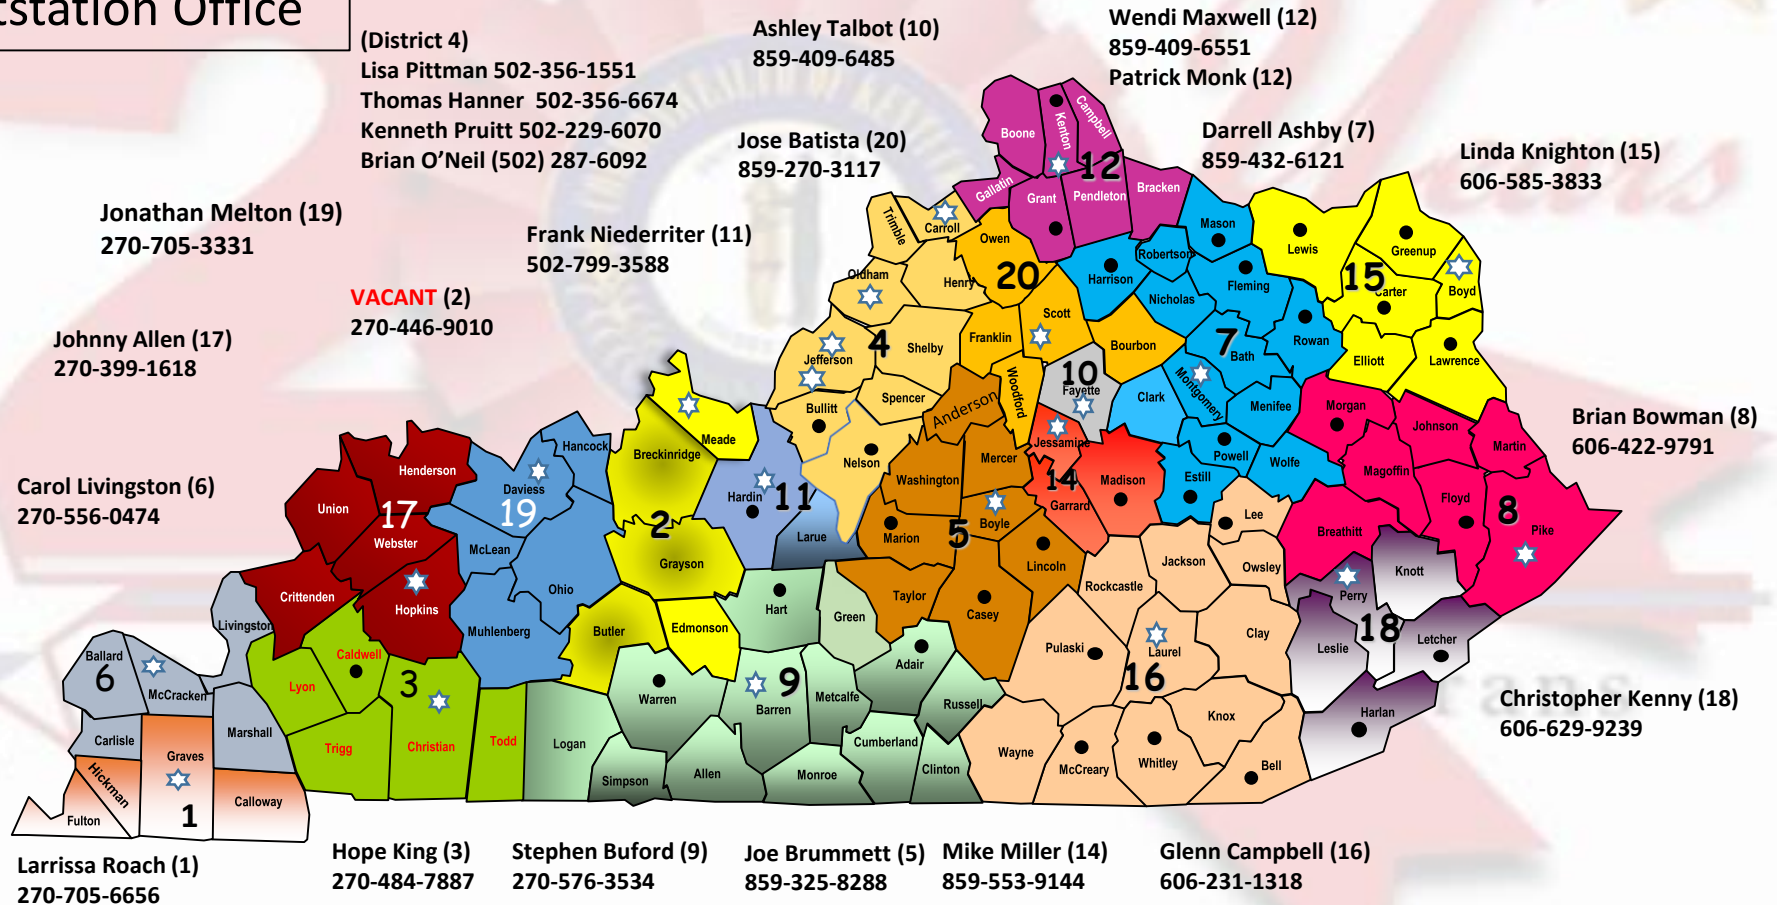 tstation Office
(District 4)
Lisa Pittman 502-356-1551
Thomas Hanner 502-356-6674
Kenneth Pruitt 502-229-6070
Brian O’Neil (502) 287-6092
Ashley Talbot (10)
859-409-6485
Wendi Maxwell (12)
859-409-6551
Patrick Monk (12)
Jose Batista (20)
859-270-3117
Darrell Ashby (7)
859-432-6121
Linda Knighton (15)
606-585-3833
Jonathan Melton (19)
270-705-3331
Frank Niederriter (11)
502-799-3588
VACANT (2)
270-446-9010
Johnny Allen (17)
270-399-1618
Carol Livingston (6)
270-556-0474
Brian Bowman (8)
606-422-9791
Christopher Kenny (18)
606-629-9239
Boone
Kenton
Campbell
12
Gallatin
Grant
Pendleton
Bracken
Trimble
Carroll
Owen
20
Mason
Robertson
Harrison
Fleming
Nicholas
Lewis
Greenup
15
Carter
Boyd
Oldham
Henry
Scott
Franklin
Bourbon
7
Bath
Rowan
Elliott
Lawrence
Jefferson
4
Shelby
Spencer
Bullitt
Nelson
Anderson
Woodford
10
Fayette
Clark
Montgomery
Menifee
Morgan
Johnson
Martin
Magoffin
Floyd
8
Pike
Breathitt
Powell
Wolfe
Estill
Lee
Jessamine
14
Garrard
Madison
Mercer
Washington
Boyle
5
Marion
Lincoln
Taylor
Casey
Meade
Breckinridge
2
Grayson
Butler
Edmonson
Hardin
11
Larue
Hancock
Daviess
19
McLean
Ohio
Muhlenberg
Henderson
Union
17
Webster
Hopkins
Crittenden
Livingston
Ballard
6
McCracken
Carlisle
Marshall
Graves
1
Hickman
Fulton
Calloway
Lyon
Caldwell
3
Trigg
Christian
Todd
Logan
Warren
Simpson
Allen
Barren
9
Metcalfe
Monroe
Hart
Green
Adair
Russell
Cumberland
Clinton
Rockcastle
Jackson
Owsley
Pulaski
Laurel
16
Clay
Wayne
McCreary
Whitley
Knox
Bell
Knott
Perry
18
Leslie
Letcher
Harlan
Larrissa Roach (1)
270-705-6656
Hope King (3)
270-484-7887
Stephen Buford (9)
270-576-3534
Joe Brummett (5)
859-325-8288
Mike Miller (14)
859-553-9144
Glenn Campbell (16)
606-231-1318